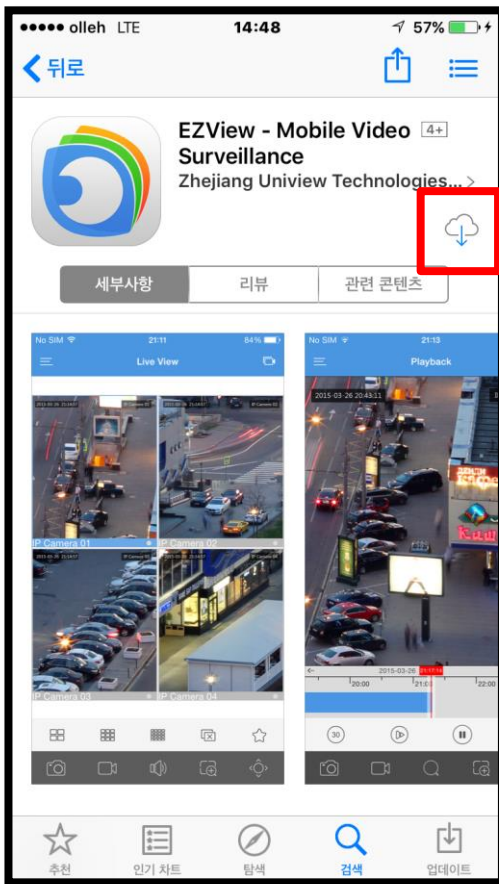 olleh LTE 14:48 57%
뒤로
EZView - Mobile Video 4+
Surveillance
Zhejiang Uniview Technologies...
세부사항 리뷰 관련 콘텐츠
No SIM 21:11 84%
Live View
IP Camera 01 IP Camera 02
IP Camera 03 IP Camera 04
No SIM 21:13
Playback
2015-03-26 20:43:11
2015-03-26
20:00 21:00 22:00
30
추천 인기 차트 탐색 검색 업데이트